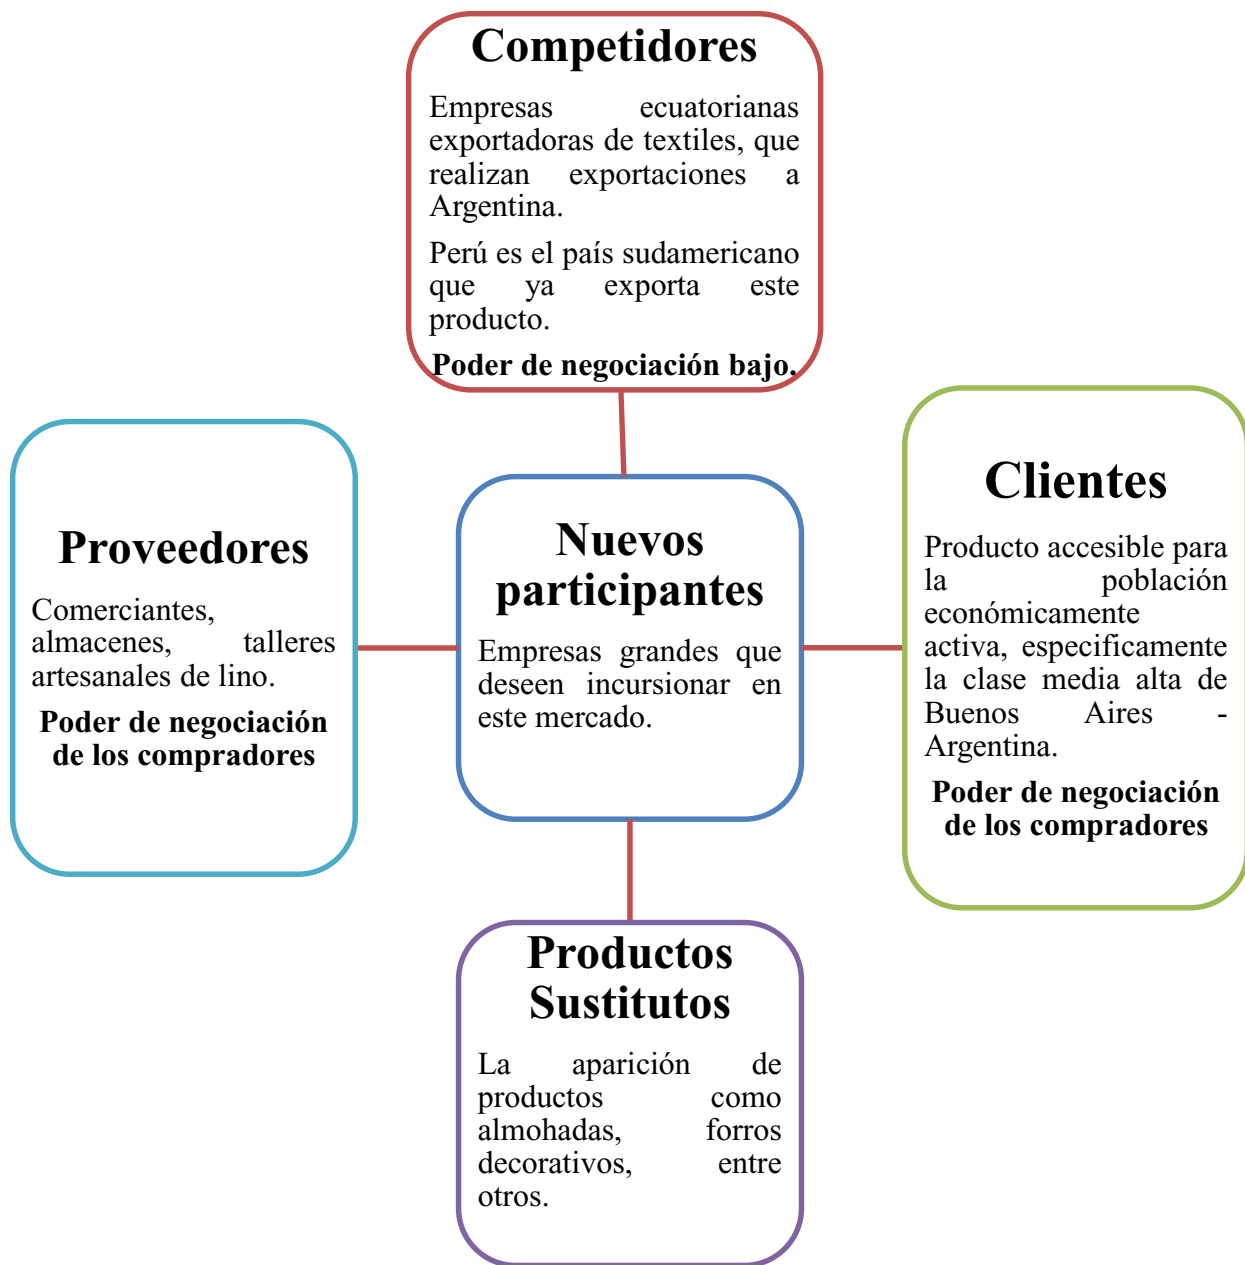 Competidores
Empresas ecuatorianas
exportadoras de textiles, que
realizan exportaciones a
Argentina.
Perú es el país sudamericano
que ya exporta este
producto.
Poder de negociación bajo.
Proveedores
Comerciantes,
almacenes, talleres
artesanales de lino.
Poder de negociación
de los compradores
Nuevos
participantes
Empresas grandes que
deseen incursionar en
este mercado.
Clientes
Producto accesible para
la población
económicamente
activa, especificamente
la clase media alta de
Buenos Aires -
Argentina.
Poder de negociación
de los compradores
Productos
Sustitutos
La aparición de
productos como
almohadas, forros
decorativos, entre
otros.